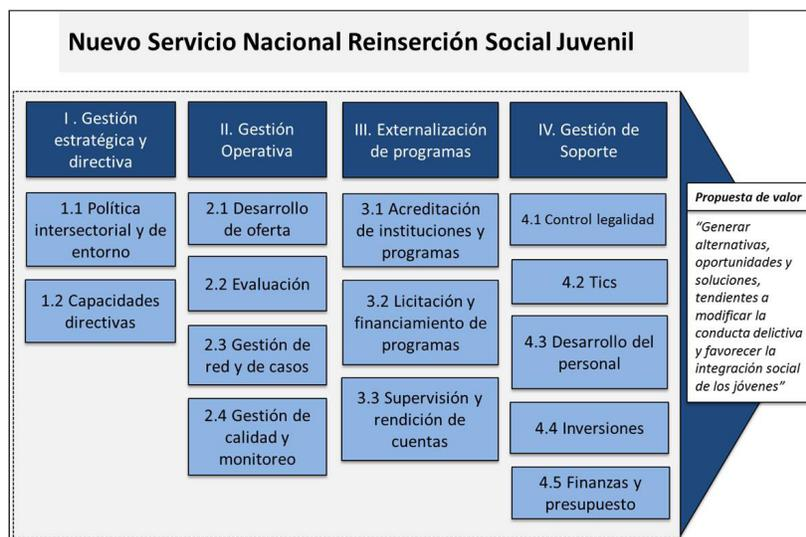 Nuevo Servicio Nacional Reinserción Social Juvenil
I . Gestión
estratégica y
directiva
1.1 Política
intersectorial y de
entorno
1.2 Capacidades
directivas
II. Gestión
Operativa
2.1 Desarrollo
de oferta
2.2 Evaluación
2.3 Gestión de
red y de casos
2.4 Gestión de
calidad y
monitoreo
III. Externalización
de programas
3.1 Acreditación
de instituciones y
programas
3.2 Licitación y
financiamiento de
programas
3.3 Supervisión y
rendición de
cuentas
IV. Gestión de
Soporte
4.1 Control legalidad
4.2 Tics
4.3 Desarrollo del
personal
4.4 Inversiones
4.5 Finanzas y
presupuesto
Propuesta de valor
“Generar
alternativas,
oportunidades y
soluciones,
tendientes a
modificar la
conducta delictiva
y favorecer la
integración social
de los jóvenes”